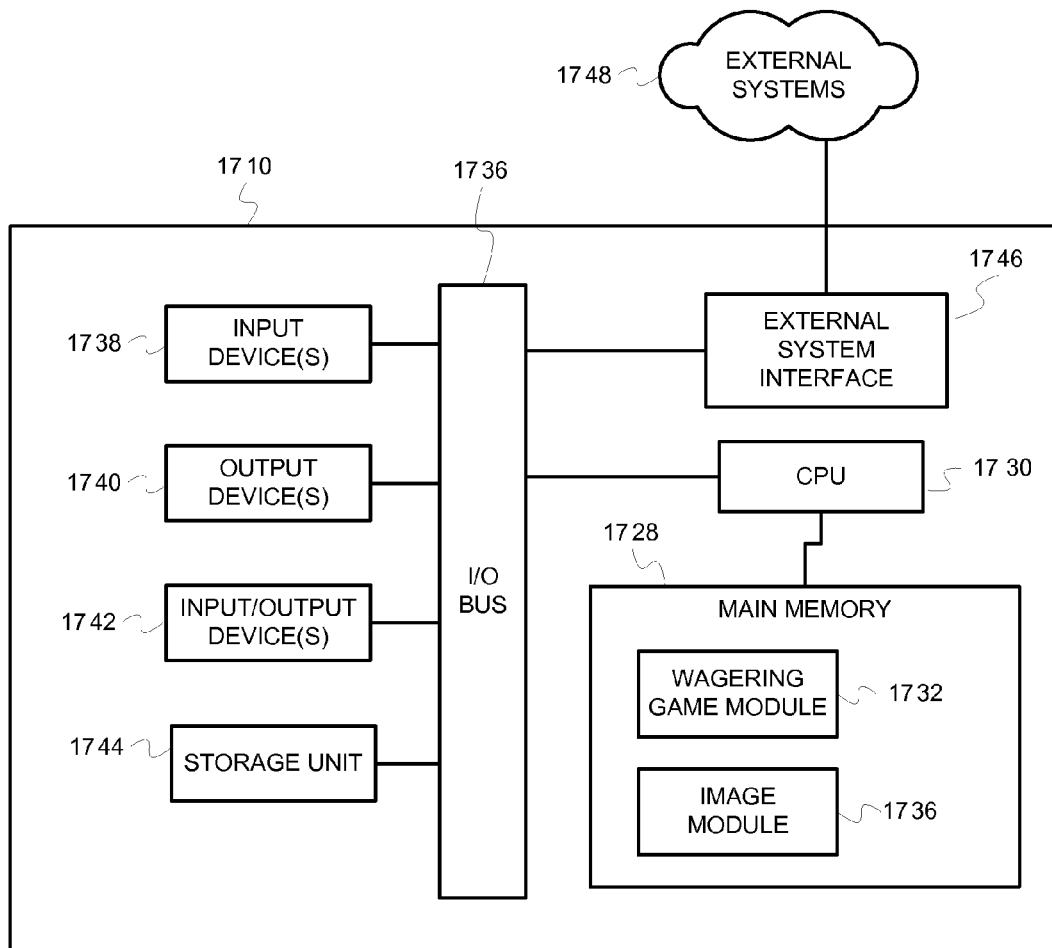 EXTERNAL
SYSTEMS
1748
1710
1736
1746
INPUT
DEVICE(S)
1738
EXTERNAL
SYSTEM
INTERFACE
OUTPUT
DEVICE(S)
1740
CPU
1730
1728
I/O
BUS
INPUT/OUTPUT
DEVICE(S)
1742
MAIN MEMORY
WAGERING
GAME MODULE
1732
1744
STORAGE UNIT
IMAGE
MODULE
1736